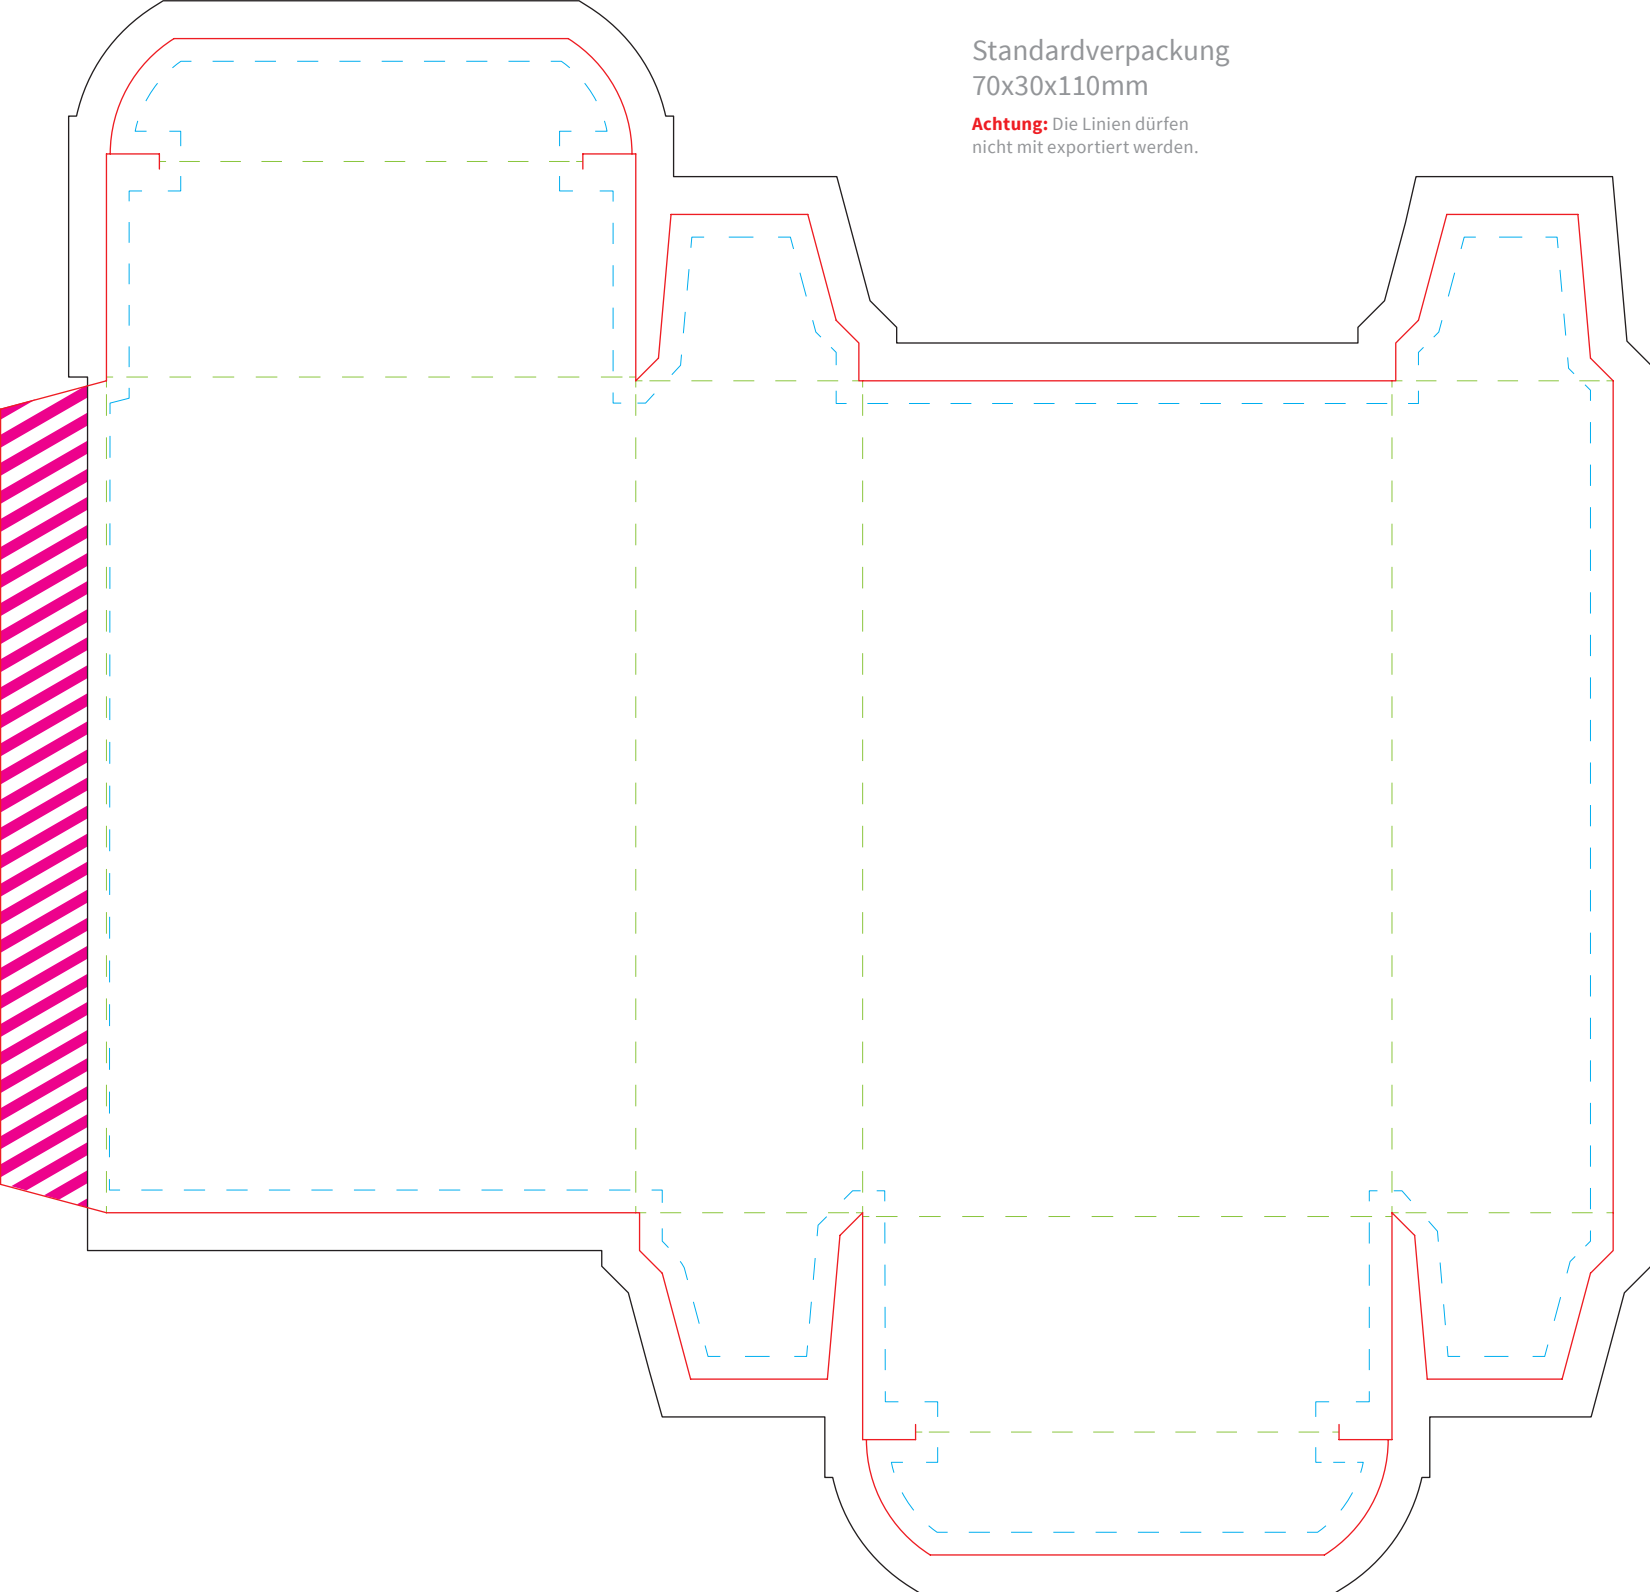 Standardverpackung
70x30x110mm
Achtung: Die Linien dürfen
nicht mit exportiert werden.